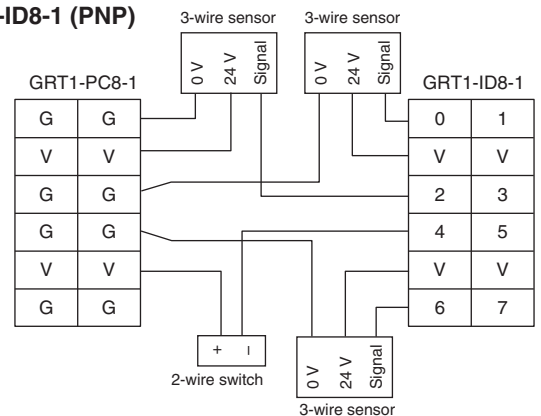 -ID8-1 (PNP)
3-wire sensor 3-wire sensor
0 V 24 V Signal 0 V 24 V Signal
GRT1-PC8-1 GRT1-ID8-1
G G 0 1
V V V V
G G 2 3
G G 4 5
V V V V
G G 6 7
+ –
2-wire switch
0 V 24 V Signal
3-wire sensor